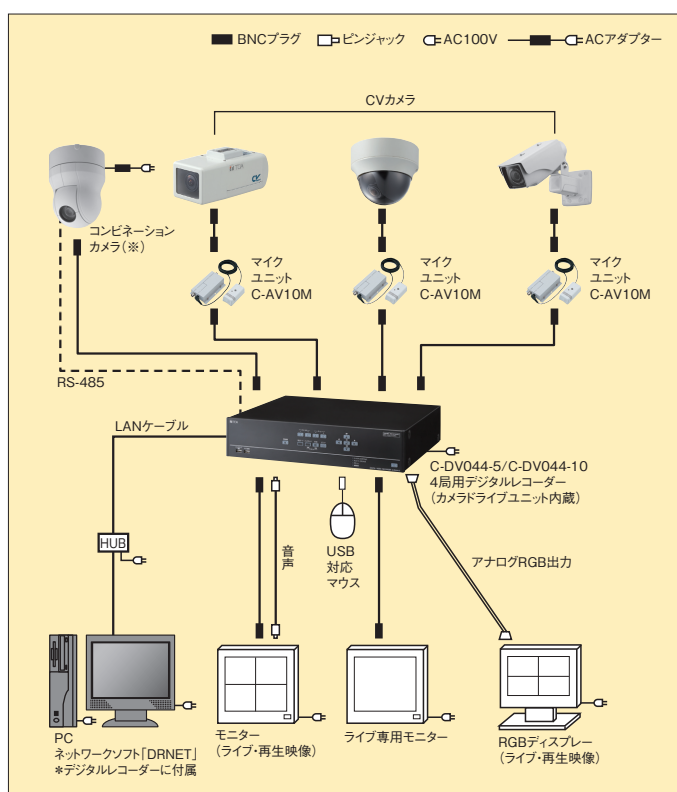 BNCプラグ ピンジャック AC100V ACアダプター
CVカメラ
TOA
コンビネーション
カメラ(※)
マイク
ユニット
C-AV10M
マイク
ユニット
C-AV10M
マイク
ユニット
C-AV10M
RS-485
LANケーブル
C-DV044-5/C-DV044-10
4局用デジタルレコーダー
(カメラドライブユニット内蔵)
HUB
音声
USB
対応
マウス
アナログRGB出力
PC
ネットワークソフト「DRNET」
*デジタルレコーダーに付属
モニター
(ライブ・再生映像)
ライブ専用モニター
RGBディスプレー
(ライブ・再生映像)